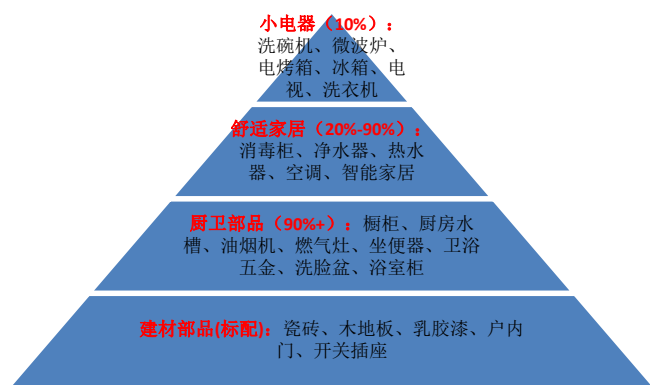 小电器（10%）：
洗碗机、微波炉、
电烤箱、冰箱、电
视、洗衣机
舒适家居（20%-90%）：
消毒柜、净水器、热水
器、空调、智能家居
厨卫部品（90%+）：橱柜、厨房水
槽、油烟机、燃气灶、坐便器、卫浴
五金、洗脸盆、浴室柜
建材部品(标配)：瓷砖、木地板、乳胶漆、户内
门、开关插座